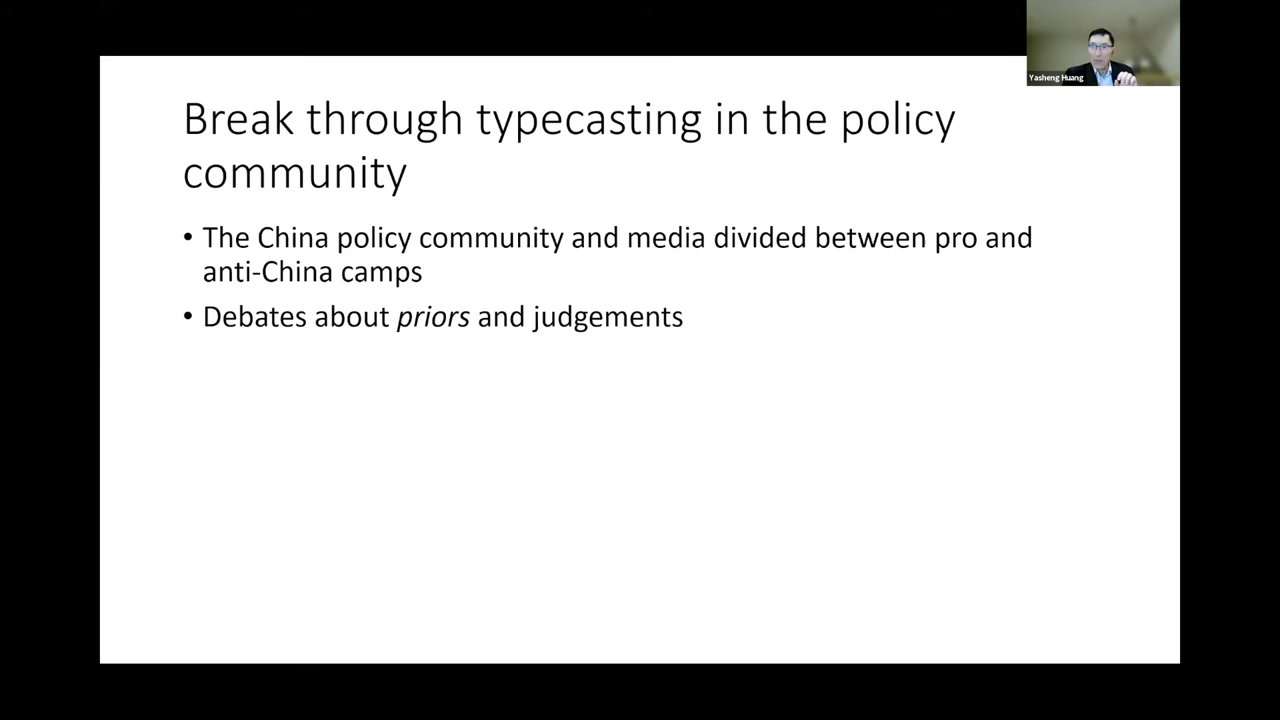 Yasheng Huang
Break through typecasting in the policy
community
• The China policy community and media divided between pro and
anti-China camps
• Debates about priors and judgements